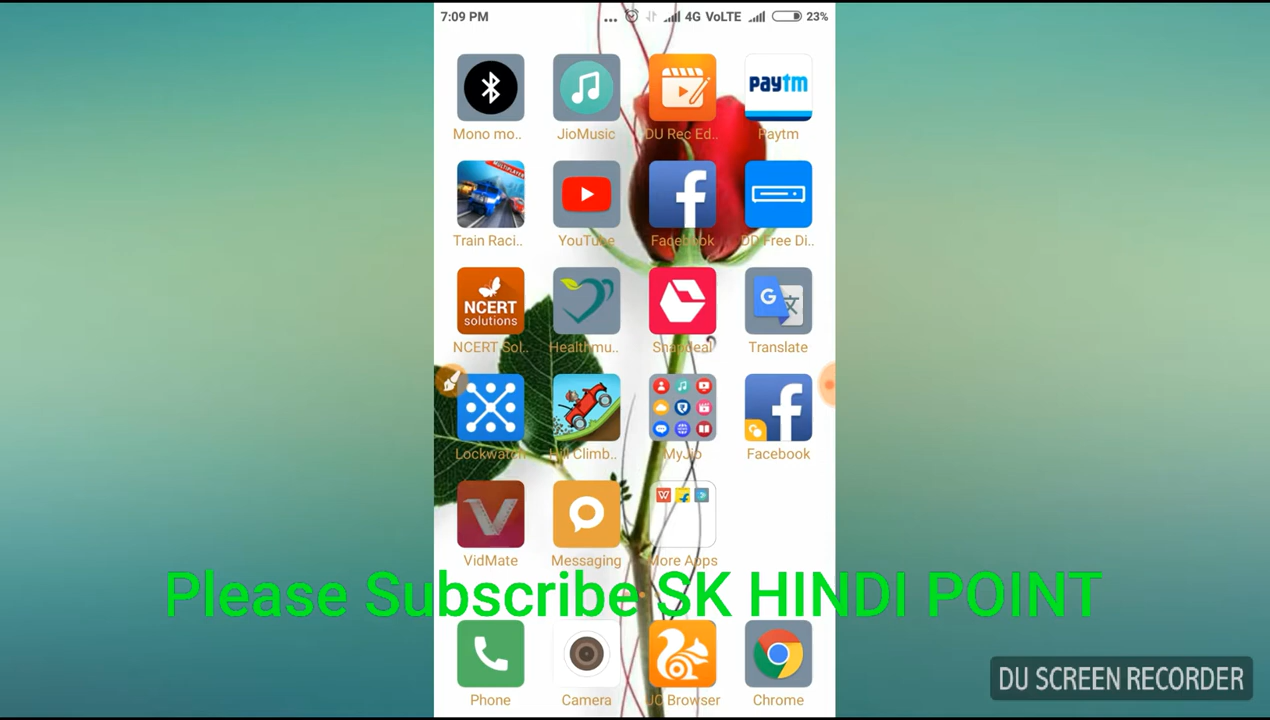 7:09 PM
... 4G VoLTE 23%
MULTIPLAYER
paytm
Mono mo.. JioMusic DU Rec Ed.. Paytm
Train Raci.. YouTube Facebook DD Free Di..
NCERT
solutions
NCERT Sol.. Healthmu.. Snapdeal Translate
Lockwatch Hill Climb.. MyJio Facebook
VidMate Messaging More Apps
Please Subscribe SK HINDI POINT
Phone Camera UC Browser Chrome
DU SCREEN RECORDER